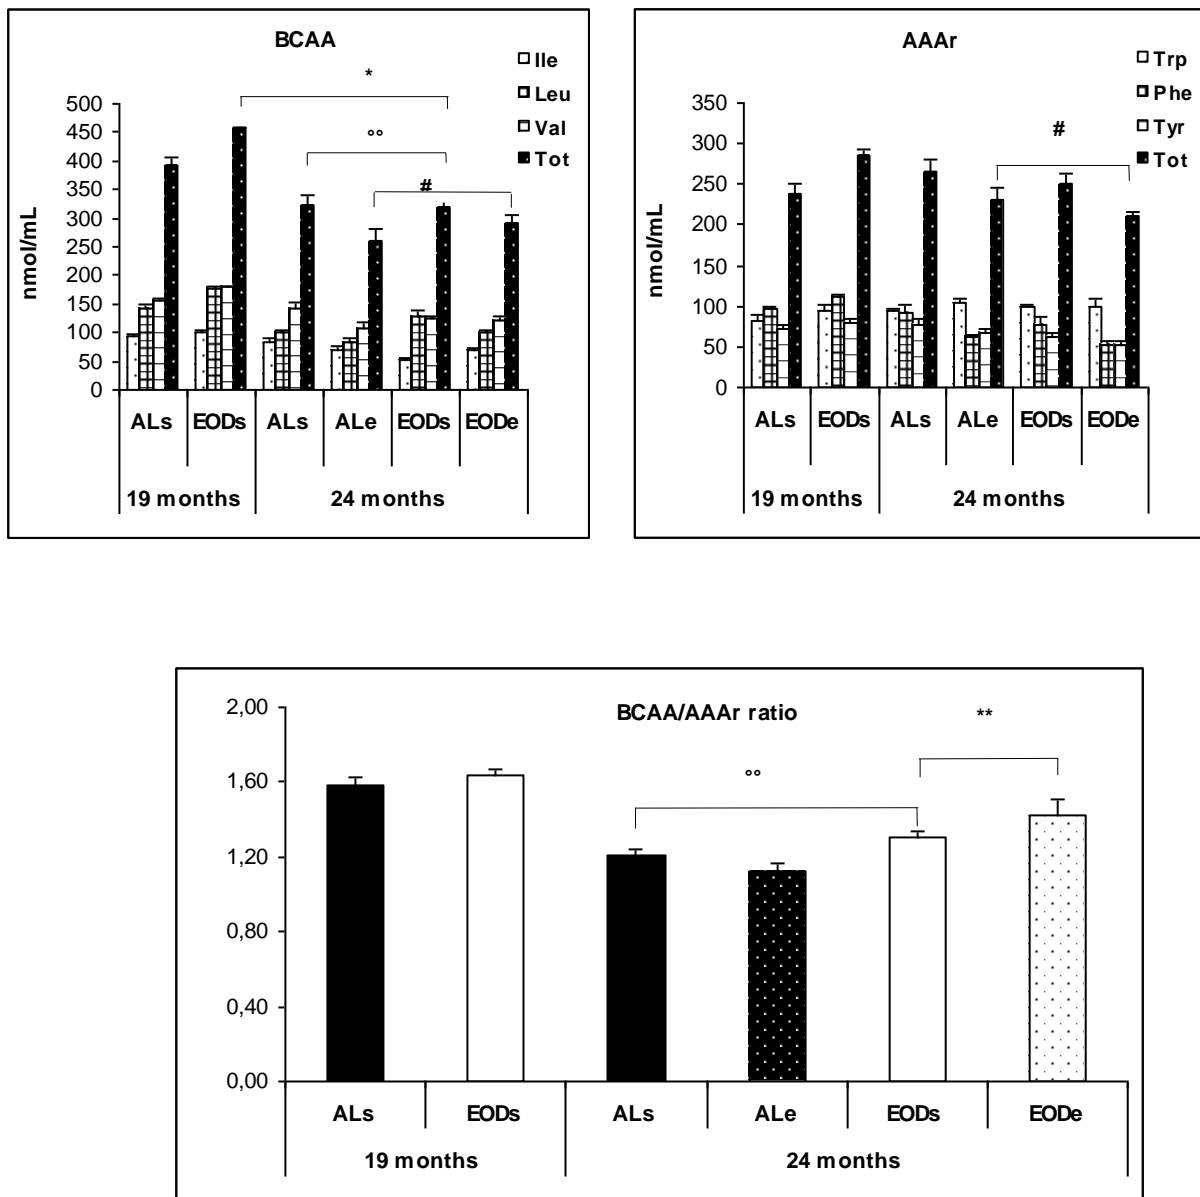 BCAA
Ile
Leu
Val
Tot
*
°°
#
500
450
400
350
300
250
200
150
100
50
0
nmol/mL
ALs EODs ALs ALe EODs EODe
19 months 24 months
AAAr
Trp
Phe
Tyr
Tot
#
350
300
250
200
150
100
50
0
nmol/mL
ALs EODs ALs ALe EODs EODe
19 months 24 months
BCAA/AAAr ratio
**
°°
2,00
1,60
1,20
0,80
0,40
0,00
ALs EODs ALs ALe EODs EODe
19 months 24 months